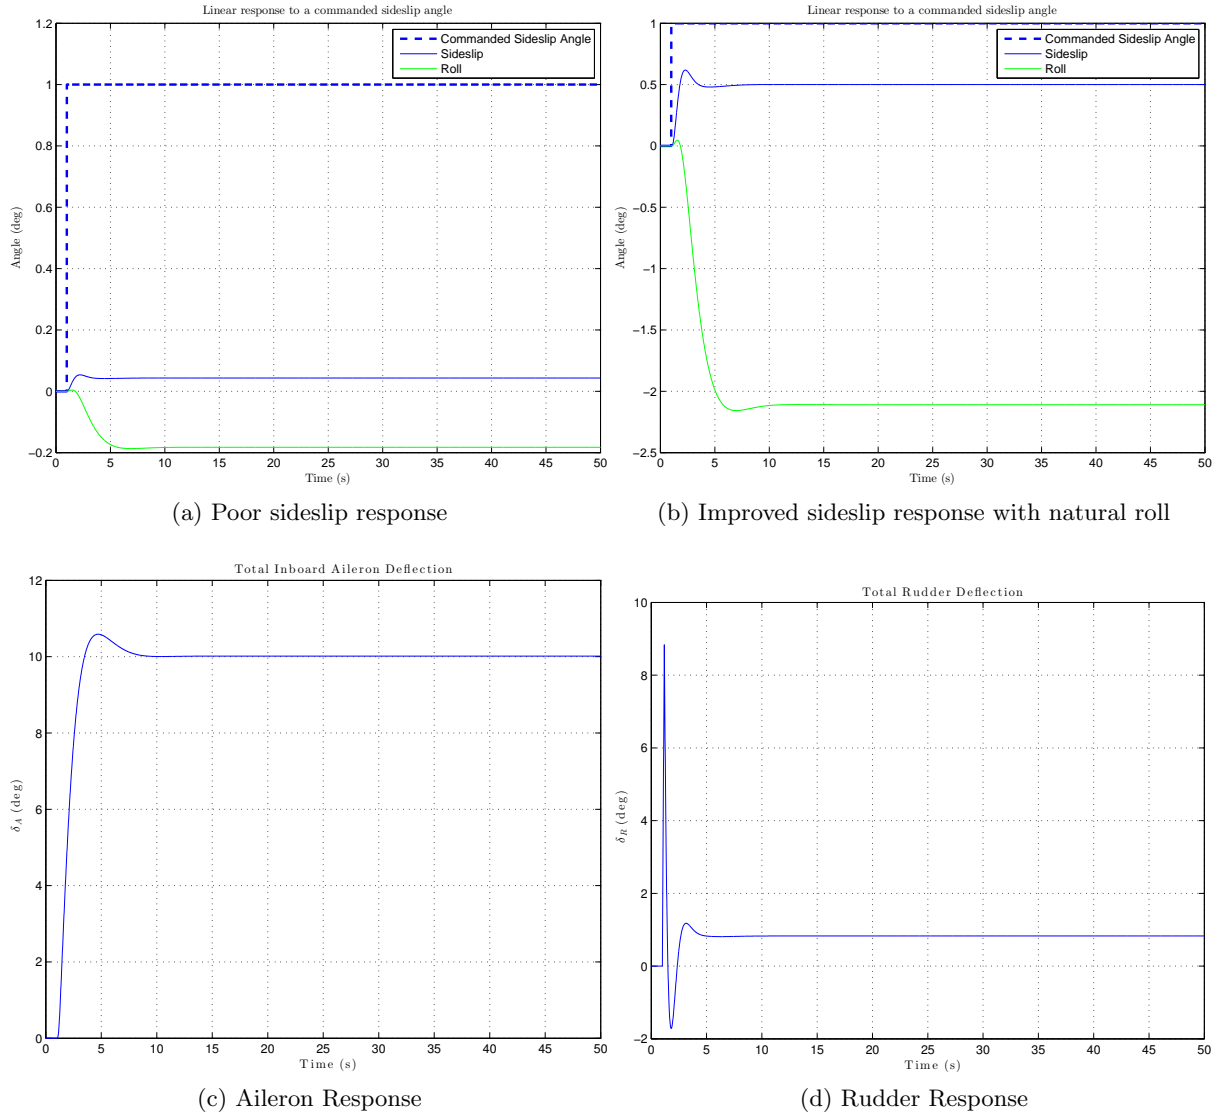 Linear response to a commanded sideslip angle
1.2
1
0.8
0.6
0.4
0.2
0
−0.2
Angle (deg)
Commanded Sideslip Angle
Sideslip
Roll
0 5 10 15 20 25 30 35 40 45 50
Time (s)
(a) Poor sideslip response
Linear response to a commanded sideslip angle
1
0.5
0
−0.5
−1
−1.5
−2
−2.5
Angle (deg)
Commanded Sideslip Angle
Sideslip
Roll
0 5 10 15 20 25 30 35 40 45 50
Time (s)
(b) Improved sideslip response with natural roll
Total Inboard Aileron Deflection
12
10
8
6
4
2
0
δA (deg)
0 5 10 15 20 25 30 35 40 45 50
Time (s)
(c) Aileron Response
Total Rudder Deflection
10
8
6
4
2
0
−2
δR (deg)
0 5 10 15 20 25 30 35 40 45 50
Time (s)
(d) Rudder Response